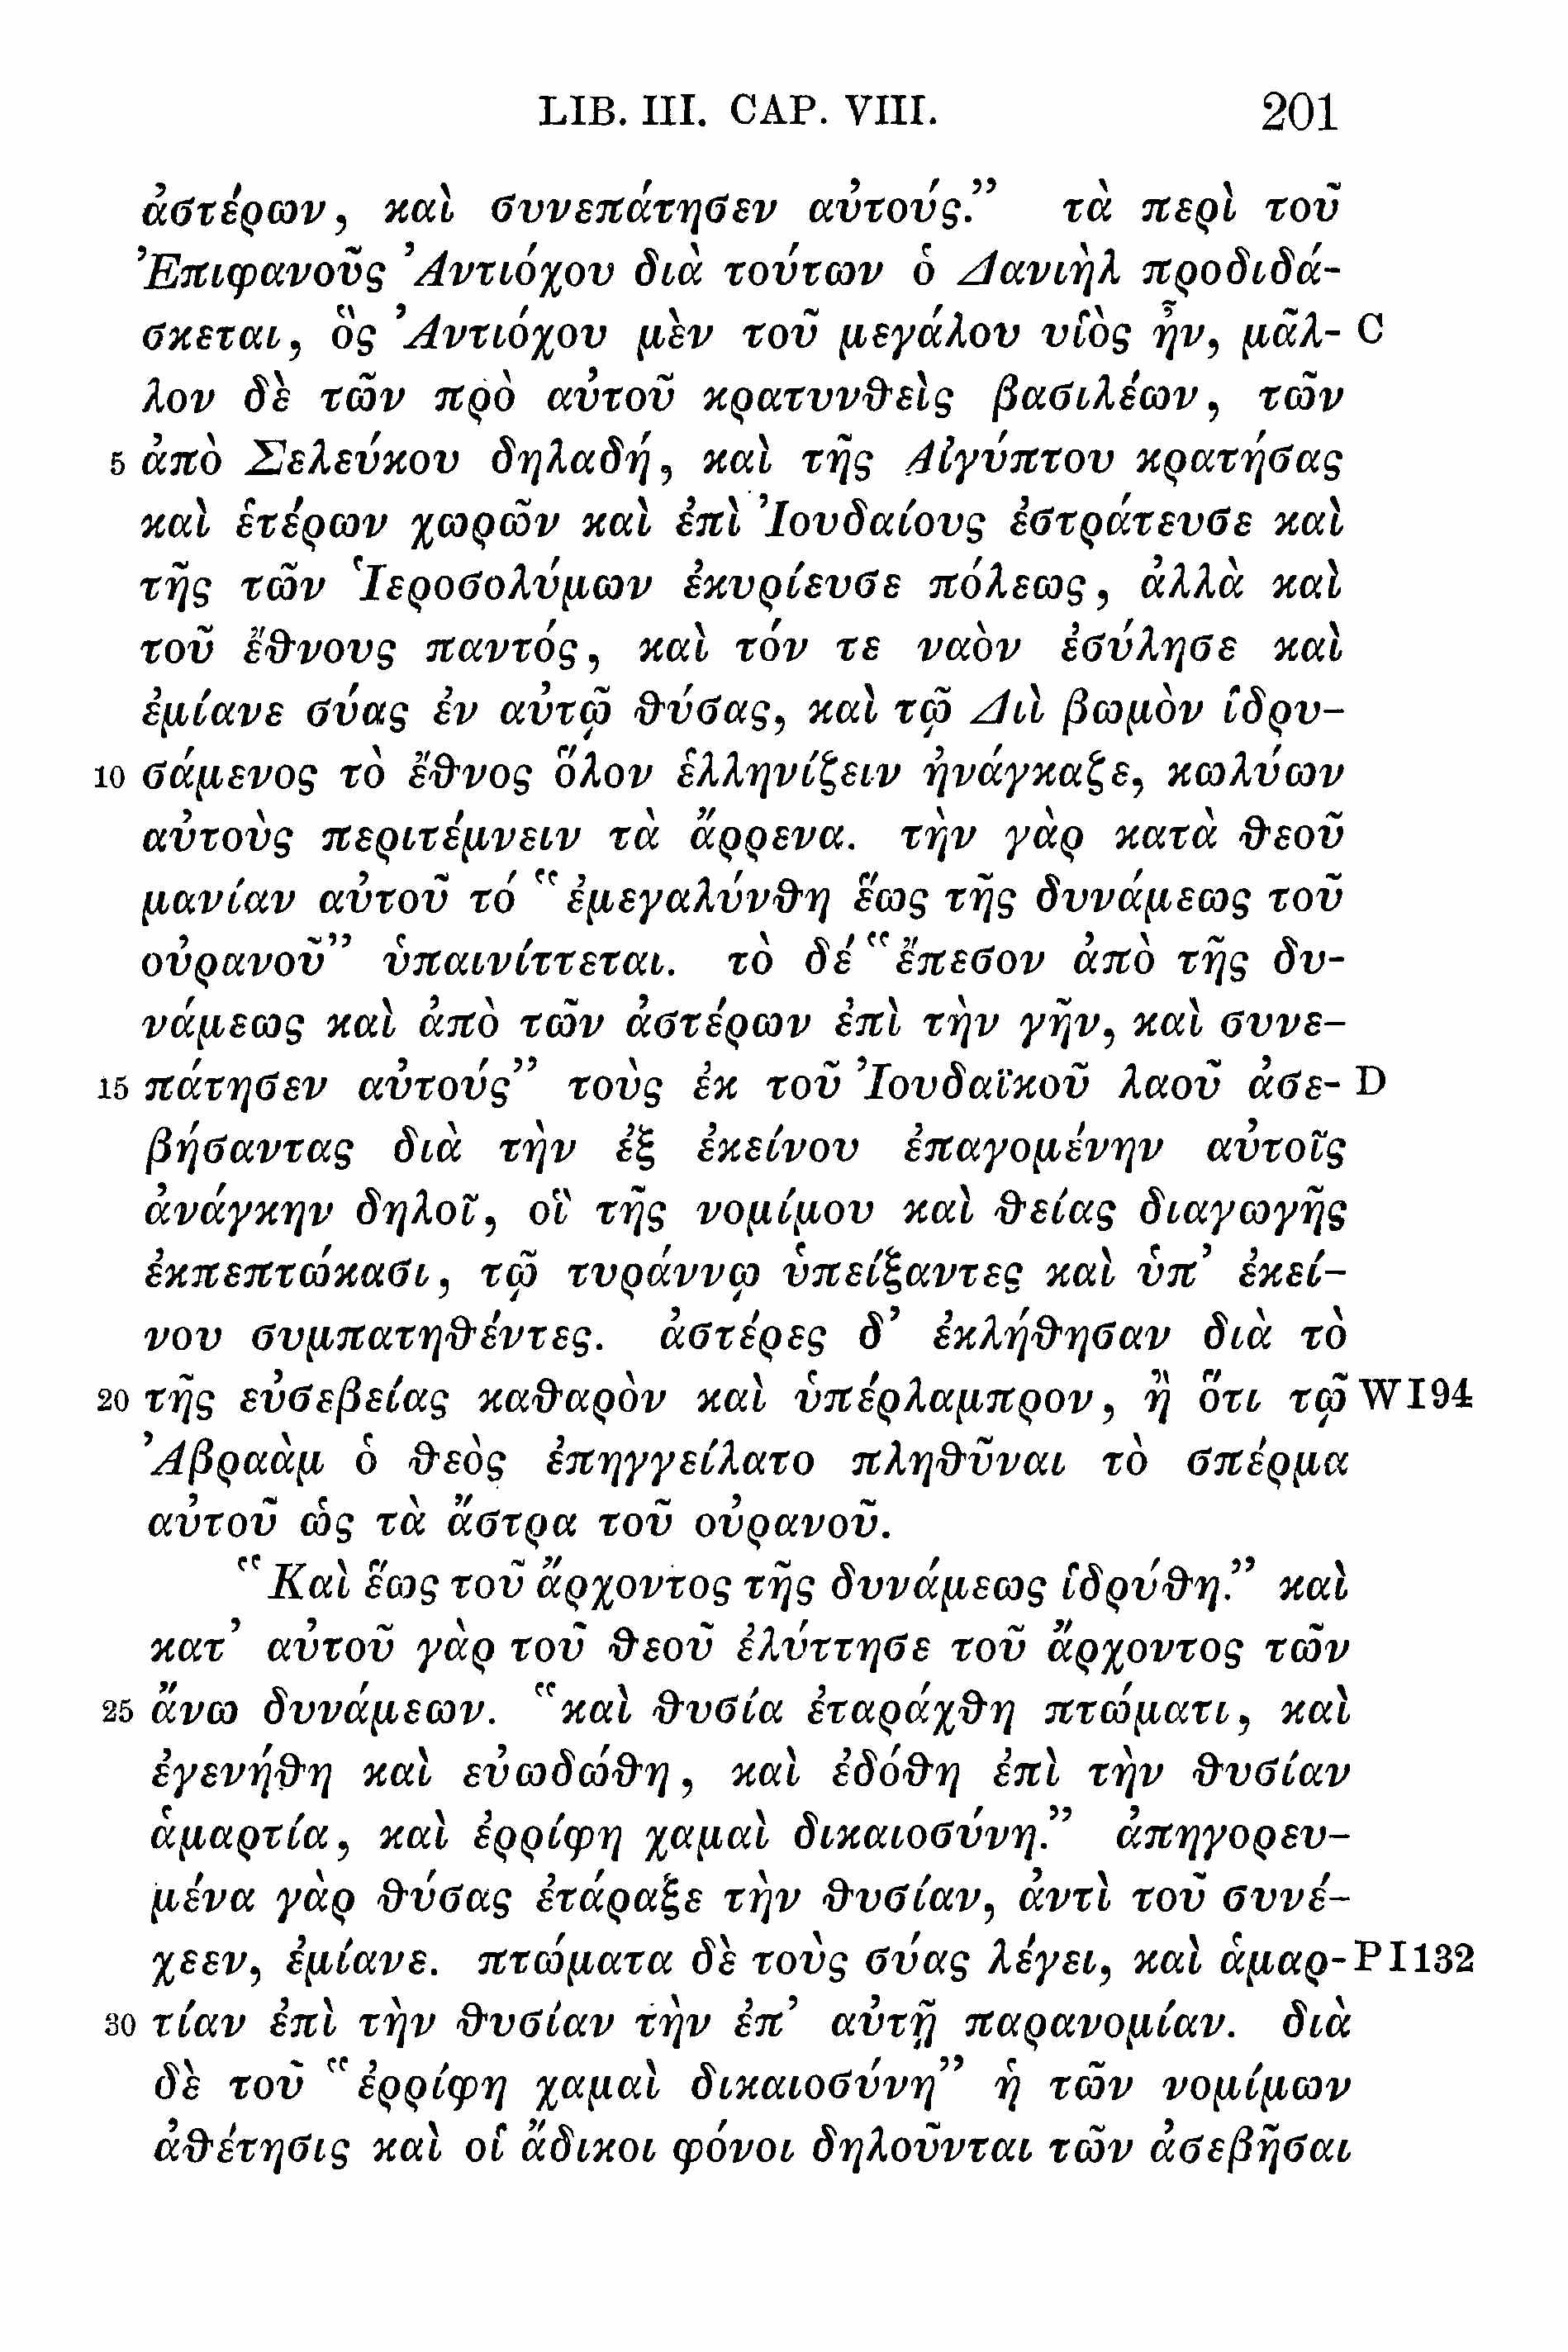 LIB. III. CAP. VIII. 201
ἀστέρων, καὶ συνεπάτησεν αὐτούς.” τὰ περὶ τοῦ
Ἐπιφανοῦς Ἀντιόχου διὰ τούτων ὁ Δανιὴλ προδιδά-
σκεται, ὃς Ἀντιόχου μὲν τοῦ μεγάλου υἱὸς ἦν, μᾶλ- C
λον δὲ τῶν πρὸ αὐτοῦ κρατυνθεὶς βασιλέων, τῶν
5 ἀπὸ Σελεύκου δηλαδή, καὶ τῆς Αἰγύπτου κρατήσας
καὶ ἑτέρων χωρῶν καὶ ἐπὶ Ἰουδαίους ἐστράτευσε καὶ
τῆς τῶν Ἱεροσολύμων ἐκυρίευσε πόλεως, ἀλλὰ καὶ
τοῦ ἔθνους παντός, καὶ τόν τε ναὸν ἐσύλησε καὶ
ἐμίανε σύας ἐν αὐτῷ θύσας, καὶ τῷ Διὶ βωμὸν ἱδρυ-
10 σάμενος τὸ ἔθνος ὅλον ἑλληνίζειν ἠνάγκαζε, κωλύων
αὐτοὺς περιτέμνειν τὰ ἄρρενα. τὴν γὰρ κατὰ θεοῦ
μανίαν αὐτοῦ τό “ἐμεγαλύνθη ἕως τῆς δυνάμεως τοῦ
οὐρανοῦ” ὑπαινίττεται. τὸ δέ “ἔπεσον ἀπὸ τῆς δυ-
νάμεως καὶ ἀπὸ τῶν ἀστέρων ἐπὶ τὴν γῆν, καὶ συνε-
15 πάτησεν αὐτούς” τοὺς ἐκ τοῦ Ἰουδαϊκοῦ λαοῦ ἀσε- D
βήσαντας διὰ τὴν ἐξ ἐκείνου ἐπαγομένην αὐτοῖς
ἀνάγκην δηλοῖ, οἳ τῆς νομίμου καὶ θείας διαγωγῆς
ἐκπεπτώκασι, τῷ τυράννῳ ὑπείξαντες καὶ ὑπ’ ἐκεί-
νου συμπατηθέντες. ἀστέρες δ’ ἐκλήθησαν διὰ τὸ
20 τῆς εὐσεβείας καθαρὸν καὶ ὑπέρλαμπρον, ἢ ὅτι τῷ W I 94
Ἀβραὰμ ὁ θεὸς ἐπηγγείλατο πληθῦναι τὸ σπέρμα
αὐτοῦ ὡς τὰ ἄστρα τοῦ οὐρανοῦ.
“Καὶ ἕως τοῦ ἄρχοντος τῆς δυνάμεως ἱδρύθη.” καὶ
κατ’ αὐτοῦ γὰρ τοῦ θεοῦ ἐλύττησε τοῦ ἄρχοντος τῶν
25 ἄνω δυνάμεων. “καὶ θυσία ἐταράχθη πτώματι, καὶ
ἐγενήθη καὶ εὐωδώθη, καὶ ἐδόθη ἐπὶ τὴν θυσίαν
ἁμαρτία, καὶ ἐρρίφη χαμαὶ δικαιοσύνη.” ἀπηγορευ-
μένα γὰρ θύσας ἐτάραξε τὴν θυσίαν, ἀντὶ τοῦ συνέ-
χεεν, ἐμίανε. πτώματα δὲ τοὺς σύας λέγει, καὶ ἁμαρ- P I 132
30 τίαν ἐπὶ τὴν θυσίαν τὴν ἐπ’ αὐτῇ παρανομίαν. διὰ
δὲ τοῦ “ἐρρίφη χαμαὶ δικαιοσύνη” ἡ τῶν νομίμων
ἀθέτησις καὶ οἱ ἄδικοι φόνοι δηλοῦνται τῶν ἀσεβῆσαι